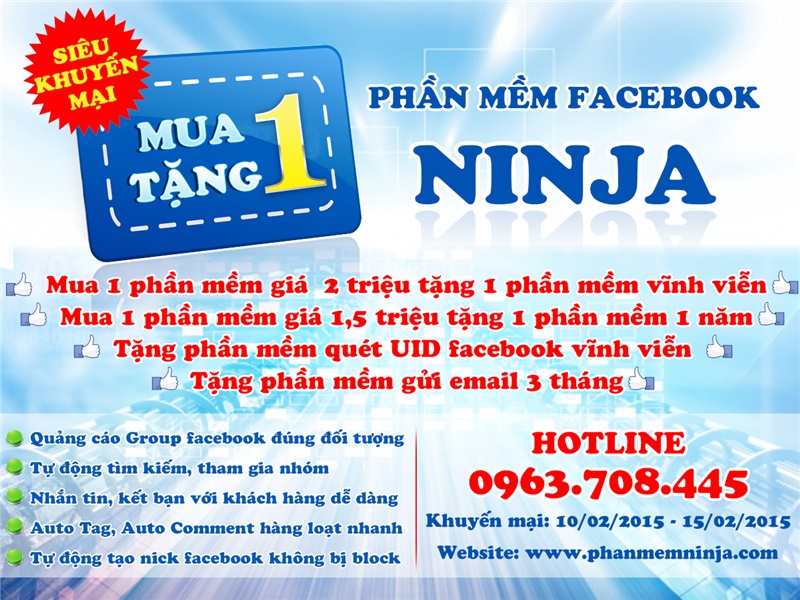 SIÊU
KHUYẾN
MẠI
MUA 1
TẶNG
PHẦN MỀM FACEBOOK
NINJA
Mua 1 phần mềm giá 2 triệu tặng 1 phần mềm vĩnh viễn
Mua 1 phần mềm giá 1,5 triệu tặng 1 phần mềm 1 năm
Tặng phần mềm quét UID facebook vĩnh viễn
Tặng phần mềm gửi email 3 tháng
Quảng cáo Group facebook đúng đối tượng
Tự động tìm kiếm, tham gia nhóm
Nhắn tin, kết bạn với khách hàng dễ dàng
Auto Tag, Auto Comment hàng loạt nhanh
Tự động tạo nick facebook không bị block
HOTLINE
0963.708.445
Khuyến mại: 10/02/2015 - 15/02/2015
Website: www.phanmemninja.com